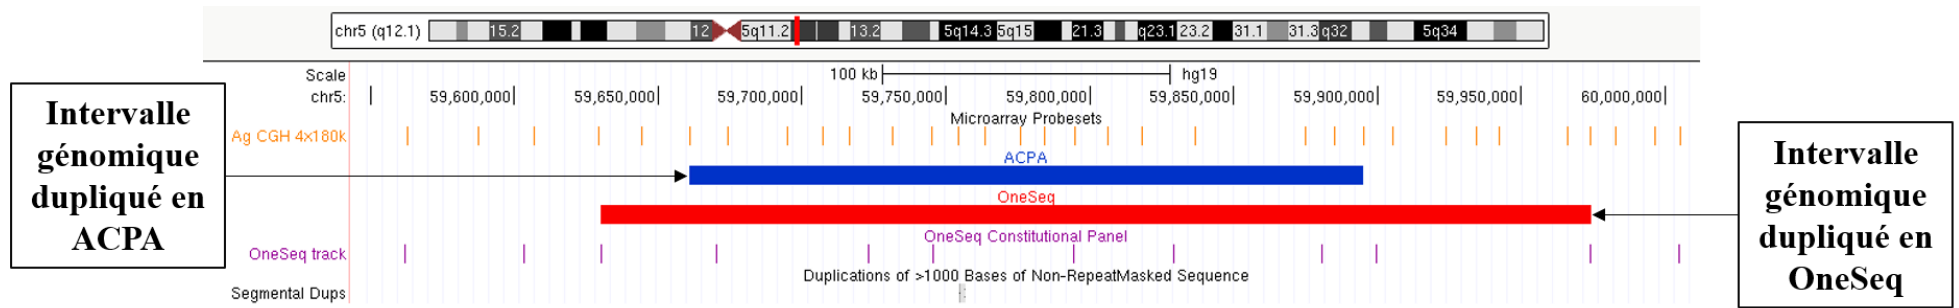 chr5 (q12.1) 15.2 12 5q11.2 13.2 5q14.3 5q15 21.3 q23.1 23.2 31.1 31.3 q32 5q34
Scale 100 kb hg19
chr5: 59,600,000 59,650,000 59,700,000 59,750,000 59,800,000 59,850,000 59,900,000 59,950,000 60,000,000
Microarray Probesets
Ag CGH 4x180k
ACPA
OneSeq
OneSeq Constitutional Panel
OneSeq track
Duplications of >1000 Bases of Non-RepeatMasked Sequence
Segmental Dups
Intervalle
génomique
dupliqué en
ACPA
Intervalle
génomique
dupliqué en
OneSeq